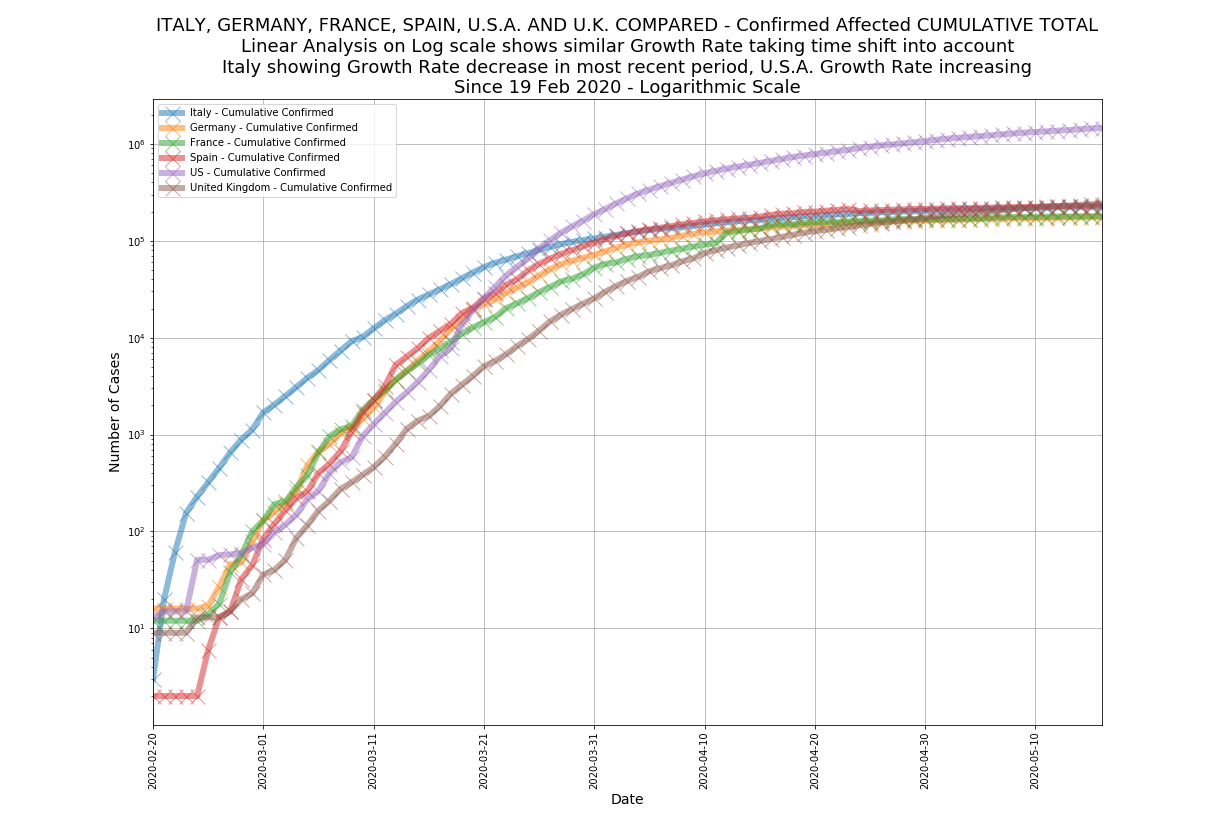 ITALY, GERMANY, FRANCE, SPAIN, U.S.A. AND U.K. COMPARED - Confirmed Affected CUMULATIVE TOTAL
Linear Analysis on Log scale shows similar Growth Rate taking time shift into account
Italy showing Growth Rate decrease in most recent period, U.S.A. Growth Rate increasing
Since 19 Feb 2020 - Logarithmic Scale
Italy - Cumulative Confirmed
Germany - Cumulative Confirmed
France - Cumulative Confirmed
Spain - Cumulative Confirmed
US - Cumulative Confirmed
United Kingdom - Cumulative Confirmed
Number of Cases
10⁶
10⁵
10⁴
10³
10²
10¹
2020-02-20
2020-03-01
2020-03-11
2020-03-21
2020-03-31
2020-04-10
2020-04-20
2020-04-30
2020-05-10
Date